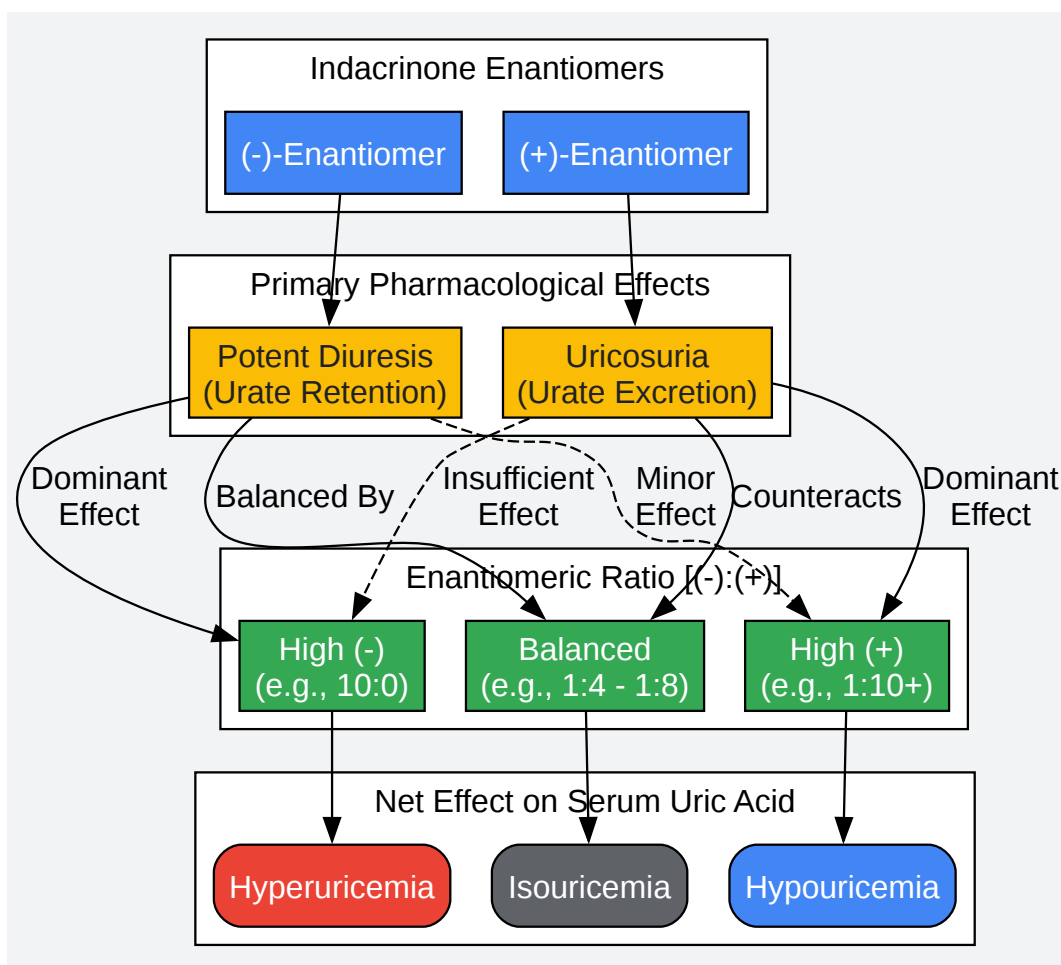 Indacrinone Enantiomers
(-)-Enantiomer
(+)-Enantiomer
Primary Pharmacological Effects
Potent Diuresis
(Urate Retention)
Uricosuria
(Urate Excretion)
Dominant
Effect
Balanced By
Insufficient
Effect
Minor
Effect
Counteracts
Dominant
Effect
Enantiomeric Ratio [(-):(+)]
High (-)
(e.g., 10:0)
Balanced
(e.g., 1:4 - 1:8)
High (+)
(e.g., 1:10+)
Net Effect on Serum Uric Acid
Hyperuricemia
Isouricemia
Hypouricemia